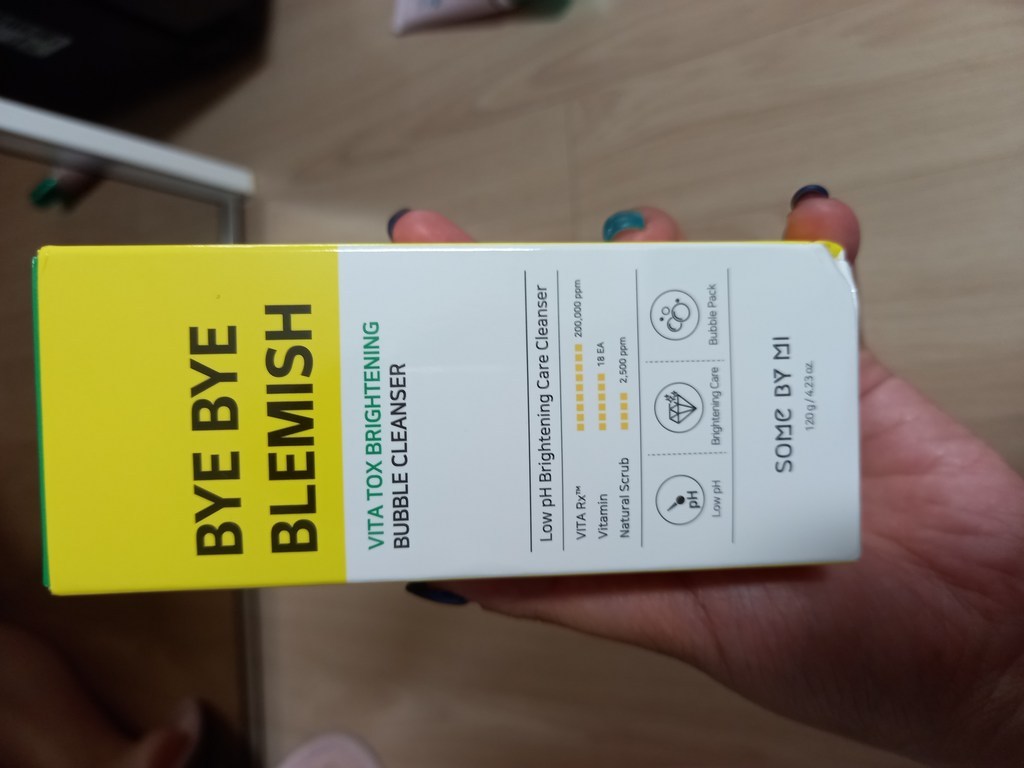 BYE BYE
BLEMISH
VITA TOX BRIGHTENING
BUBBLE CLEANSER
Low pH Brightening Care Cleanser
VITA Rx™ 200,000 ppm
Vitamin 18 EA
Natural Scrub 2,500 ppm
pH
Low pH Brightening Care Bubble Pack
SOME BY MI
120 g / 4.23 oz.